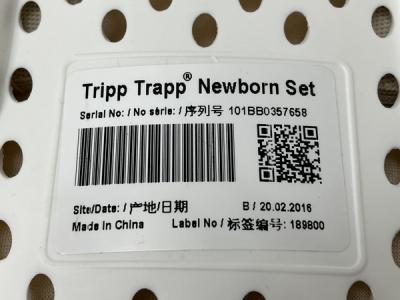 Tripp Trapp® Newborn Set
Serial No: / No série: / 序列号 101BB0357658
Site/Date: / 产地/日期 B / 20.02.2016
Made in China Label No / 标签编号: 189800